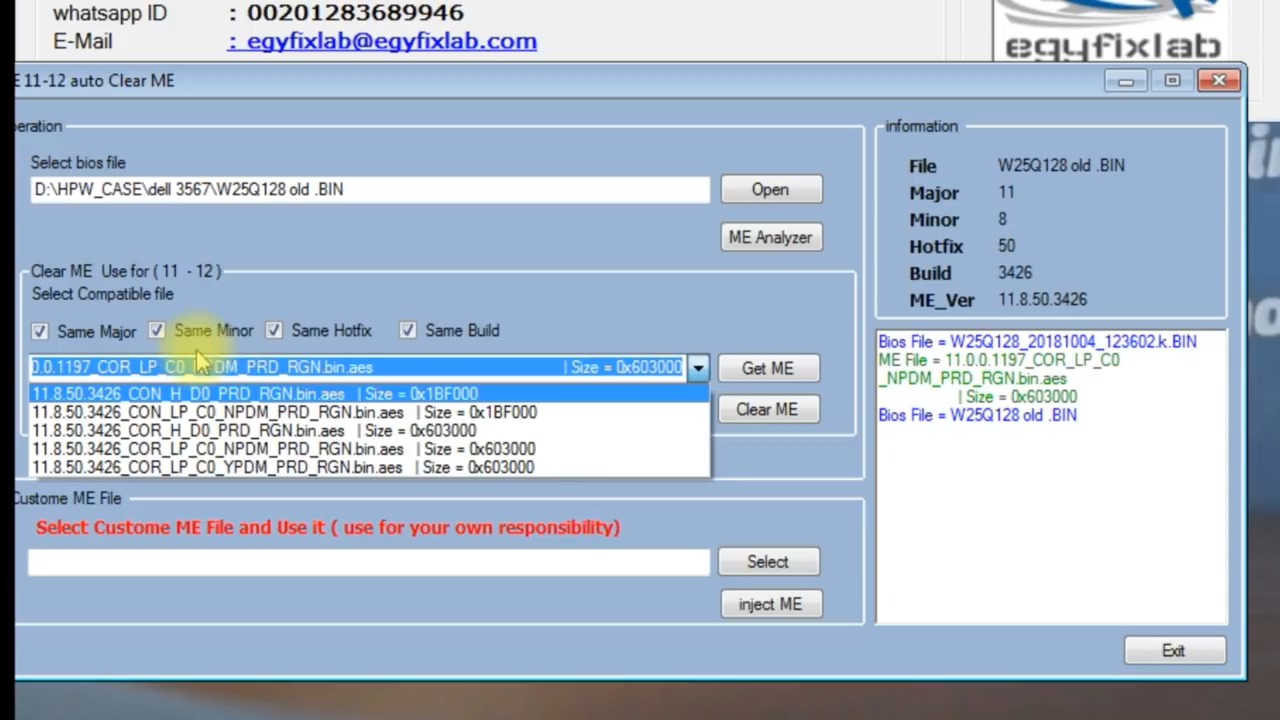 whatsapp ID : 00201283689946
E-Mail : egyfixlab@egyfixlab.com
egyfixlab
E 11-12 auto Clear ME
peration
Select bios file
D:\HPW_CASE\dell 3567\W25Q128 old .BIN
Open
ME Analyzer
Clear ME Use for ( 11 - 12 )
Select Compatible file
Same Major Same Minor Same Hotfix Same Build
0.0.1197_COR_LP_C0_NPDM_PRD_RGN.bin.aes | Size = 0x603000
Get ME
11.8.50.3426_CON_H_D0_PRD_RGN.bin.aes | Size = 0x1BF000
11.8.50.3426_CON_LP_C0_NPDM_PRD_RGN.bin.aes | Size = 0x1BF000
11.8.50.3426_COR_H_D0_PRD_RGN.bin.aes | Size = 0x603000
11.8.50.3426_COR_LP_C0_NPDM_PRD_RGN.bin.aes | Size = 0x603000
11.8.50.3426_COR_LP_C0_YPDM_PRD_RGN.bin.aes | Size = 0x603000
Clear ME
Custome ME File
Select Custome ME File and Use it ( use for your own responsibility)
Select
inject ME
information
File W25Q128 old .BIN
Major 11
Minor 8
Hotfix 50
Build 3426
ME_Ver 11.8.50.3426
Bios File = W25Q128_20181004_123602.k.BIN
ME File = 11.0.0.1197_COR_LP_C0
_NPDM_PRD_RGN.bin.aes
| Size = 0x603000
Bios File = W25Q128 old .BIN
Exit